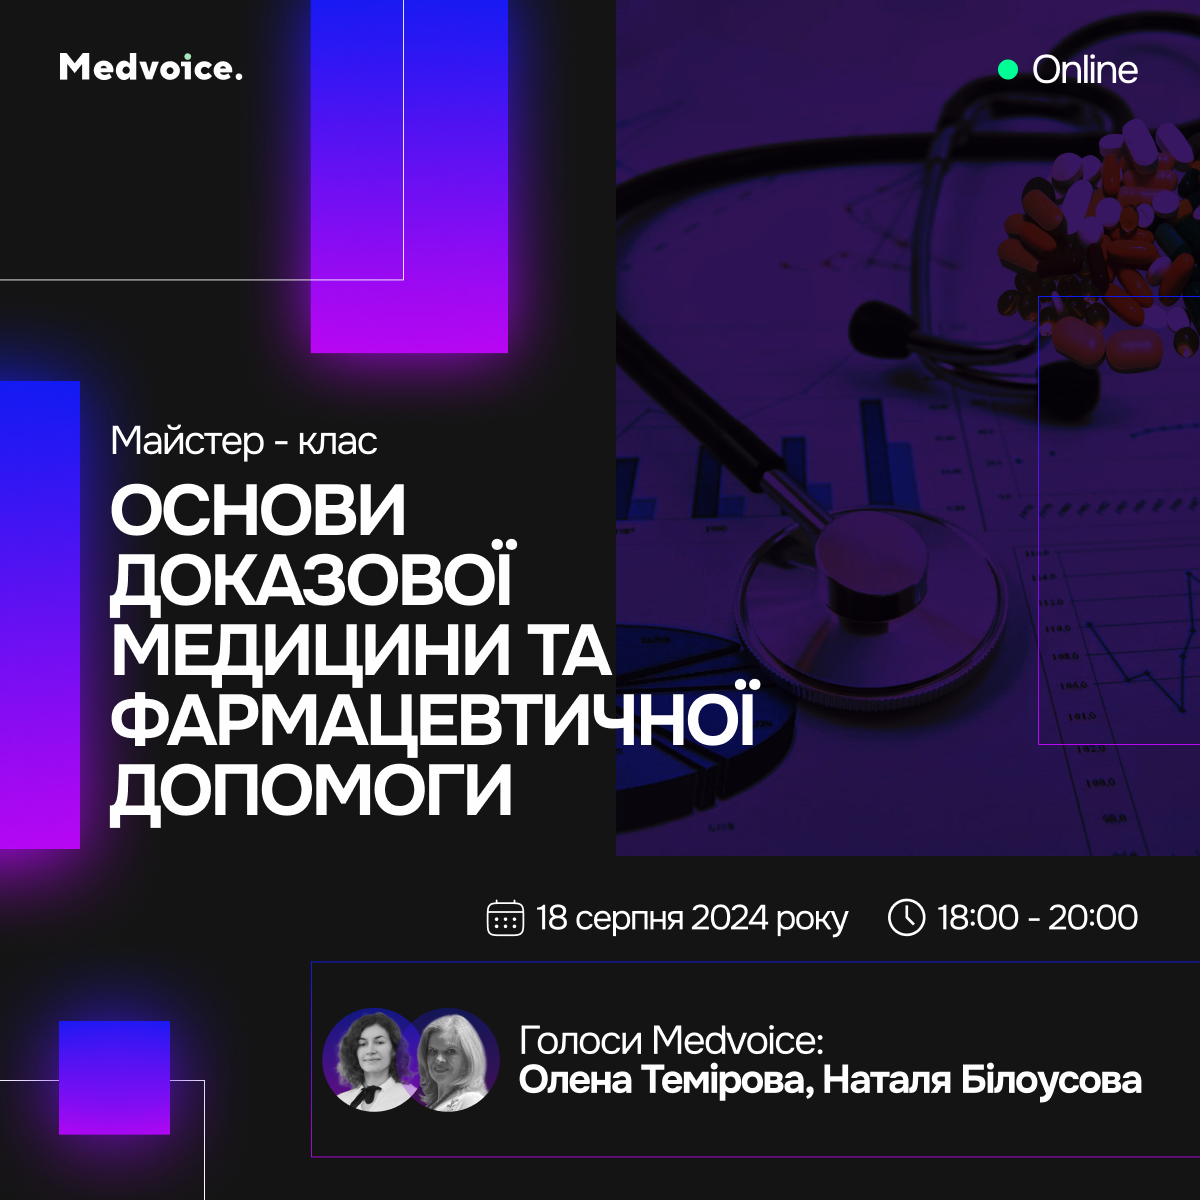 Medvoice.
Online
Майстер - клас
ОСНОВИ
ДОКАЗОВОЇ
МЕДИЦИНИ ТА
ФАРМАЦЕВТИЧНОЇ
ДОПОМОГИ
18 серпня 2024 року
18:00 - 20:00
Голоси Medvoice:
Олена Темірова, Наталя Білоусова